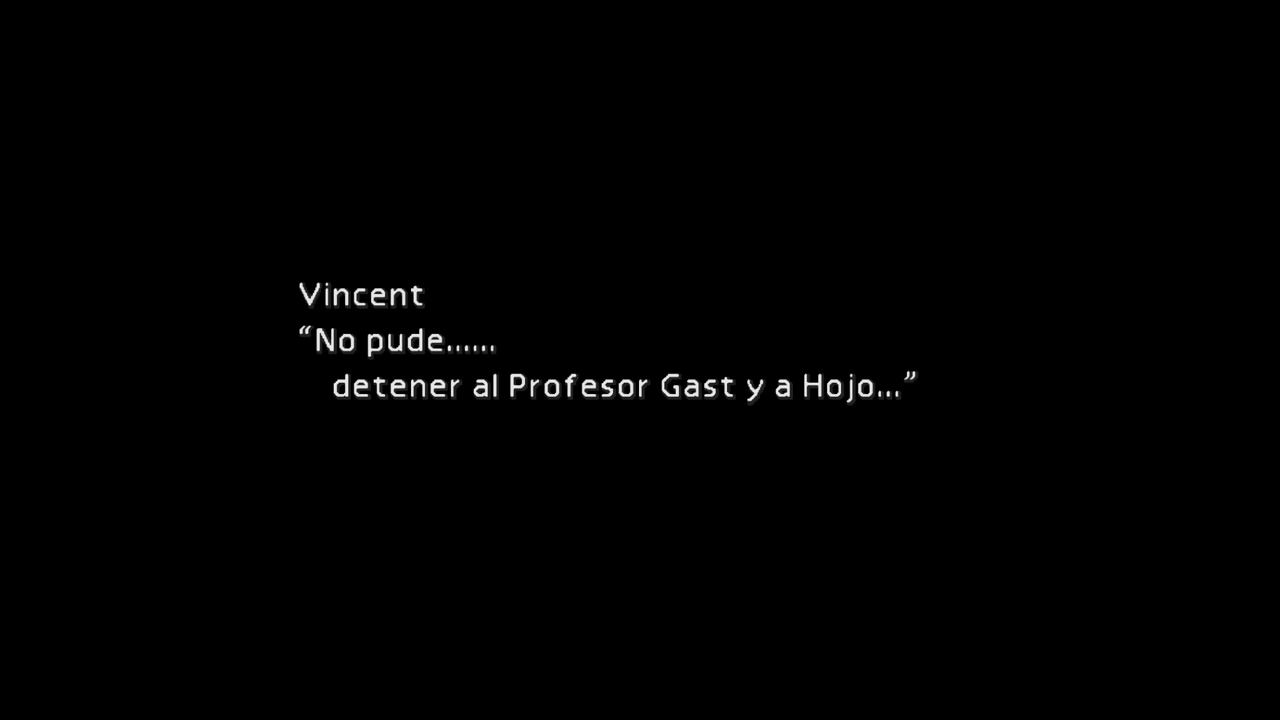 Vincent
“No pude......
detener al Profesor Gast y a Hojo...”